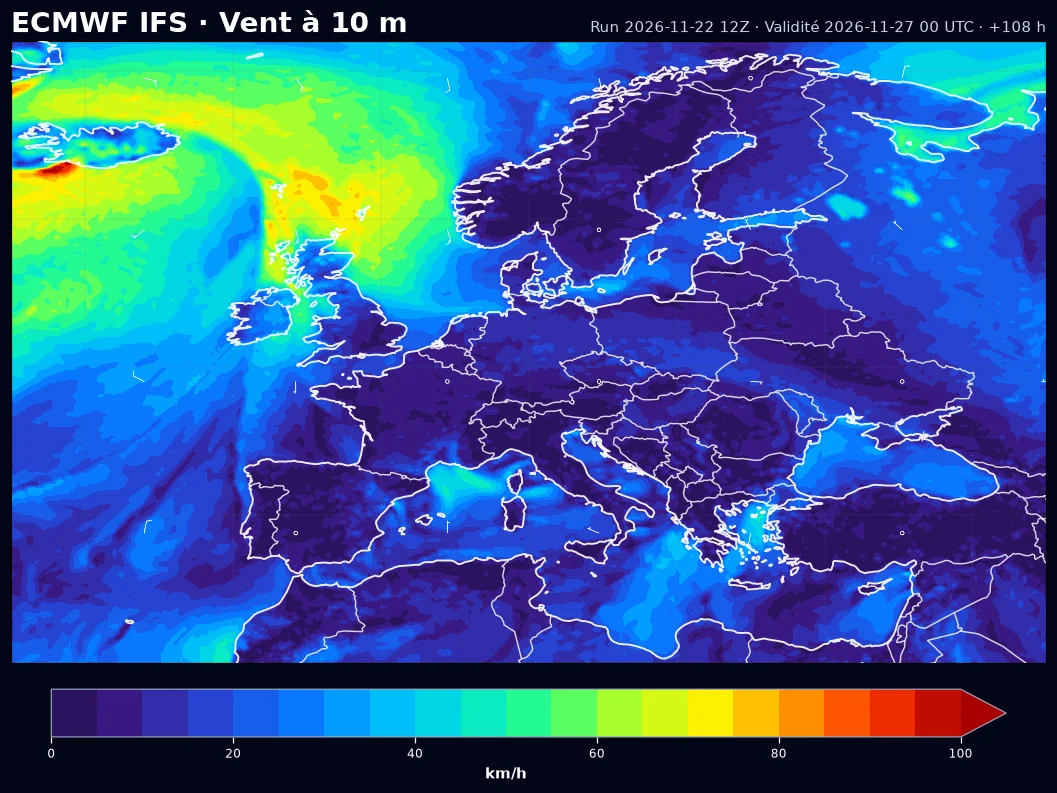 ECMWF IFS · Vent à 10 m
Run 2026-11-22 12Z · Validité 2026-11-27 00 UTC · +108 h
0 20 40 60 80 100
km/h